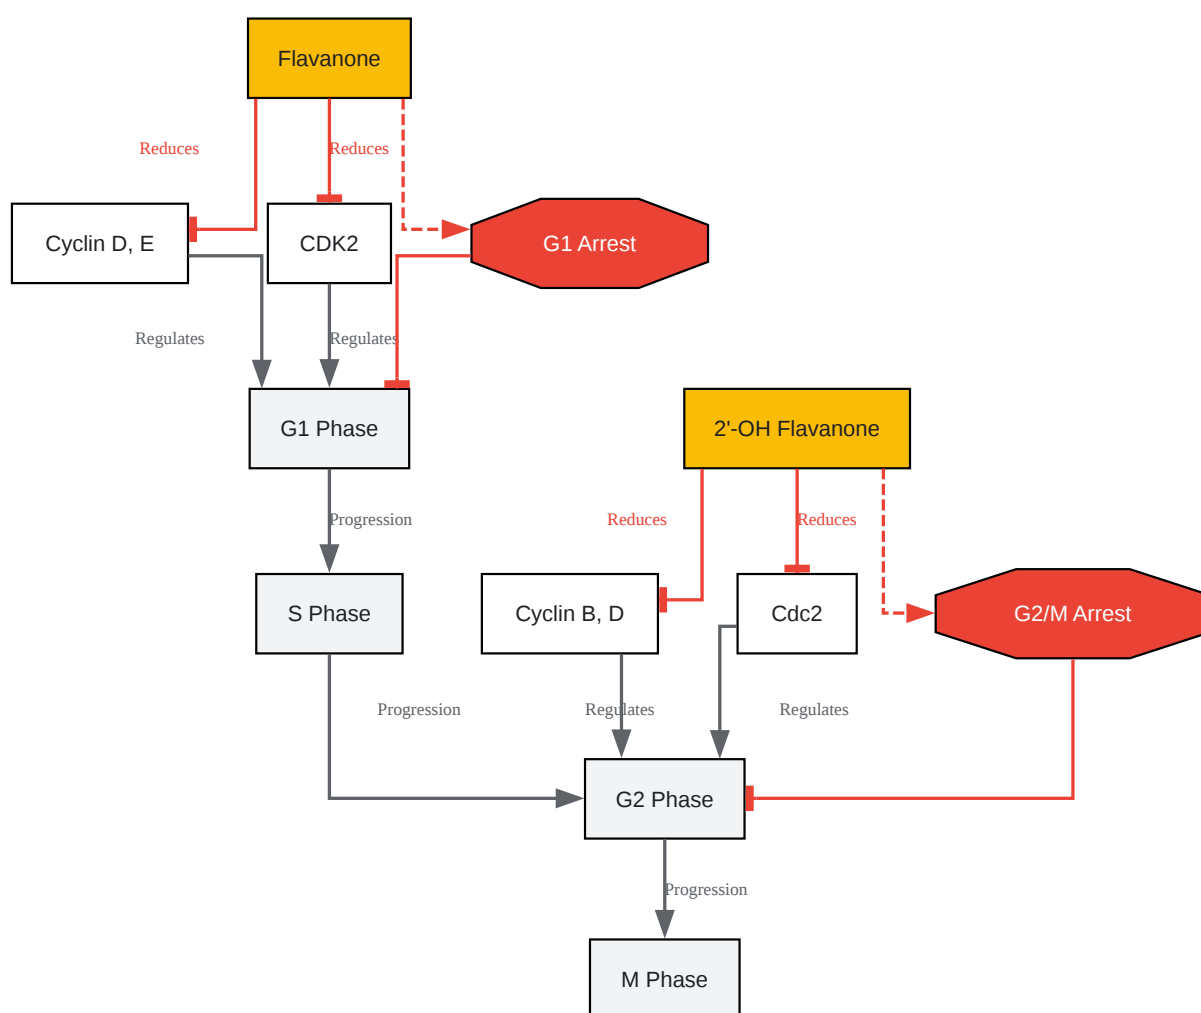 Flavanone
Reduces
Reduces
Cyclin D, E
CDK2
G1 Arrest
Regulates
Regulates
G1 Phase
2'-OH Flavanone
Progression
Reduces
Reduces
S Phase
Cyclin B, D
Cdc2
G2/M Arrest
Progression
Regulates
Regulates
G2 Phase
Progression
M Phase